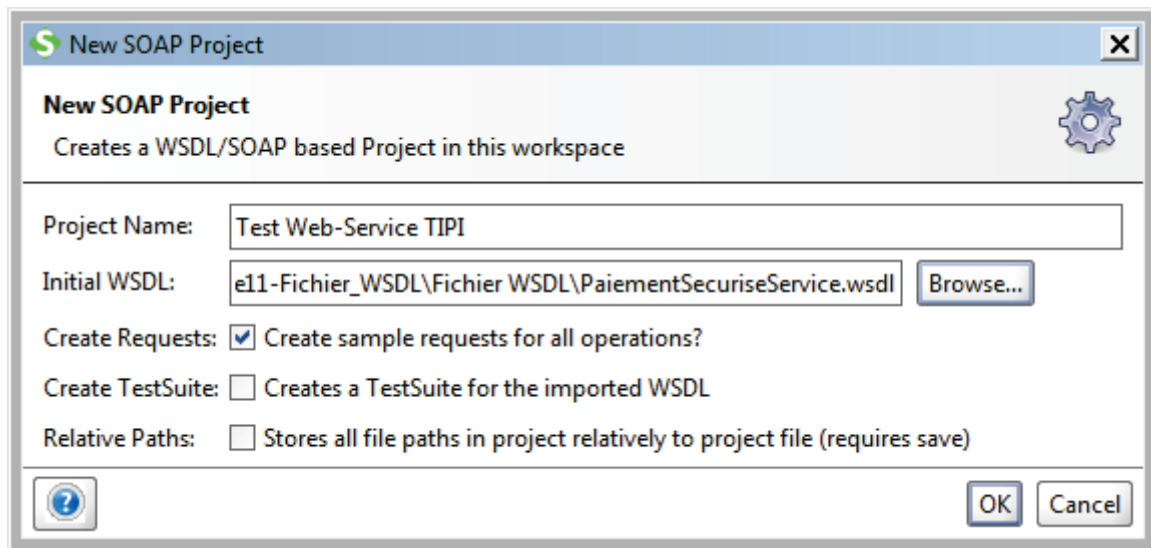 New SOAP Project
New SOAP Project
Creates a WSDL/SOAP based Project in this workspace
Project Name: Test Web-Service TIPI
Initial WSDL: e11-Fichier_WSDL\Fichier WSDL\PaiementSecuriseService.wsdl Browse...
Create Requests: Create sample requests for all operations?
Create TestSuite: Creates a TestSuite for the imported WSDL
Relative Paths: Stores all file paths in project relatively to project file (requires save)
OK Cancel